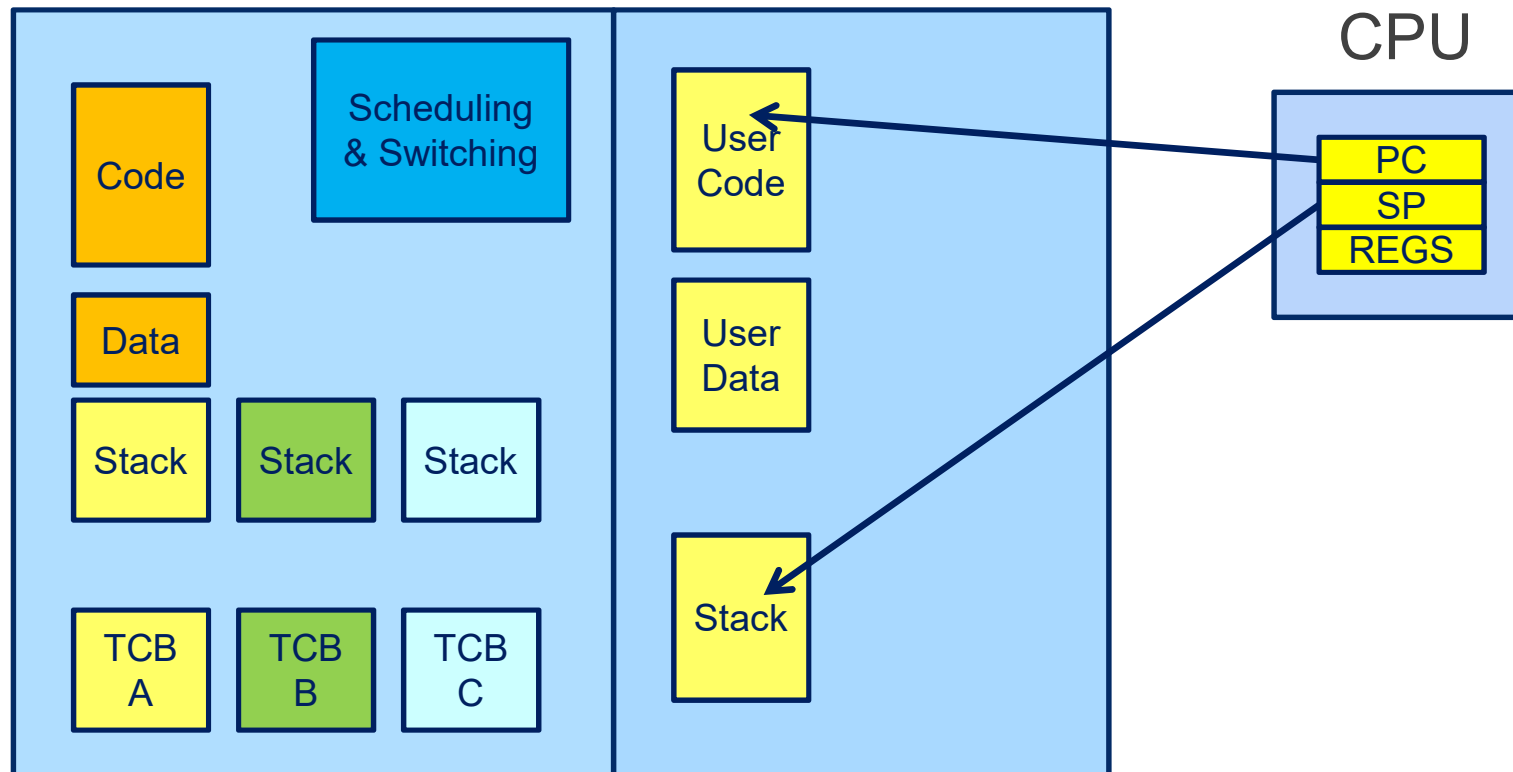 CPU
Scheduling
& Switching
Code
User
Code
PC
SP
REGS
Data
User
Data
Stack
Stack
Stack
Stack
TCB
A
TCB
B
TCB
C